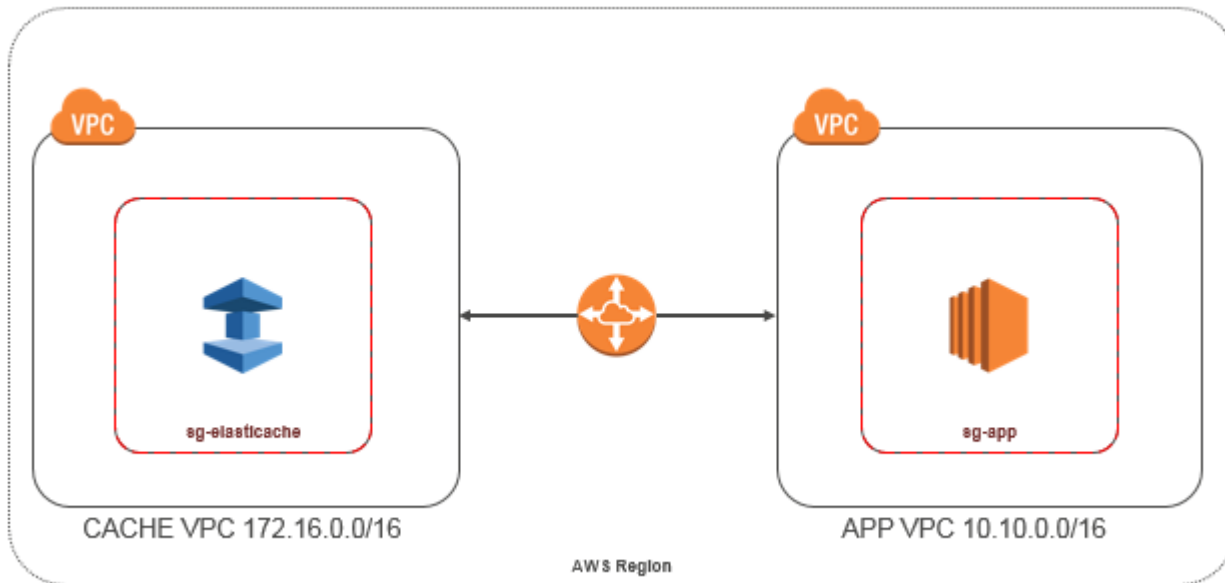 VPC
VPC
sg-elasticache
sg-app
CACHE VPC 172.16.0.0/16
APP VPC 10.10.0.0/16
AWS Region